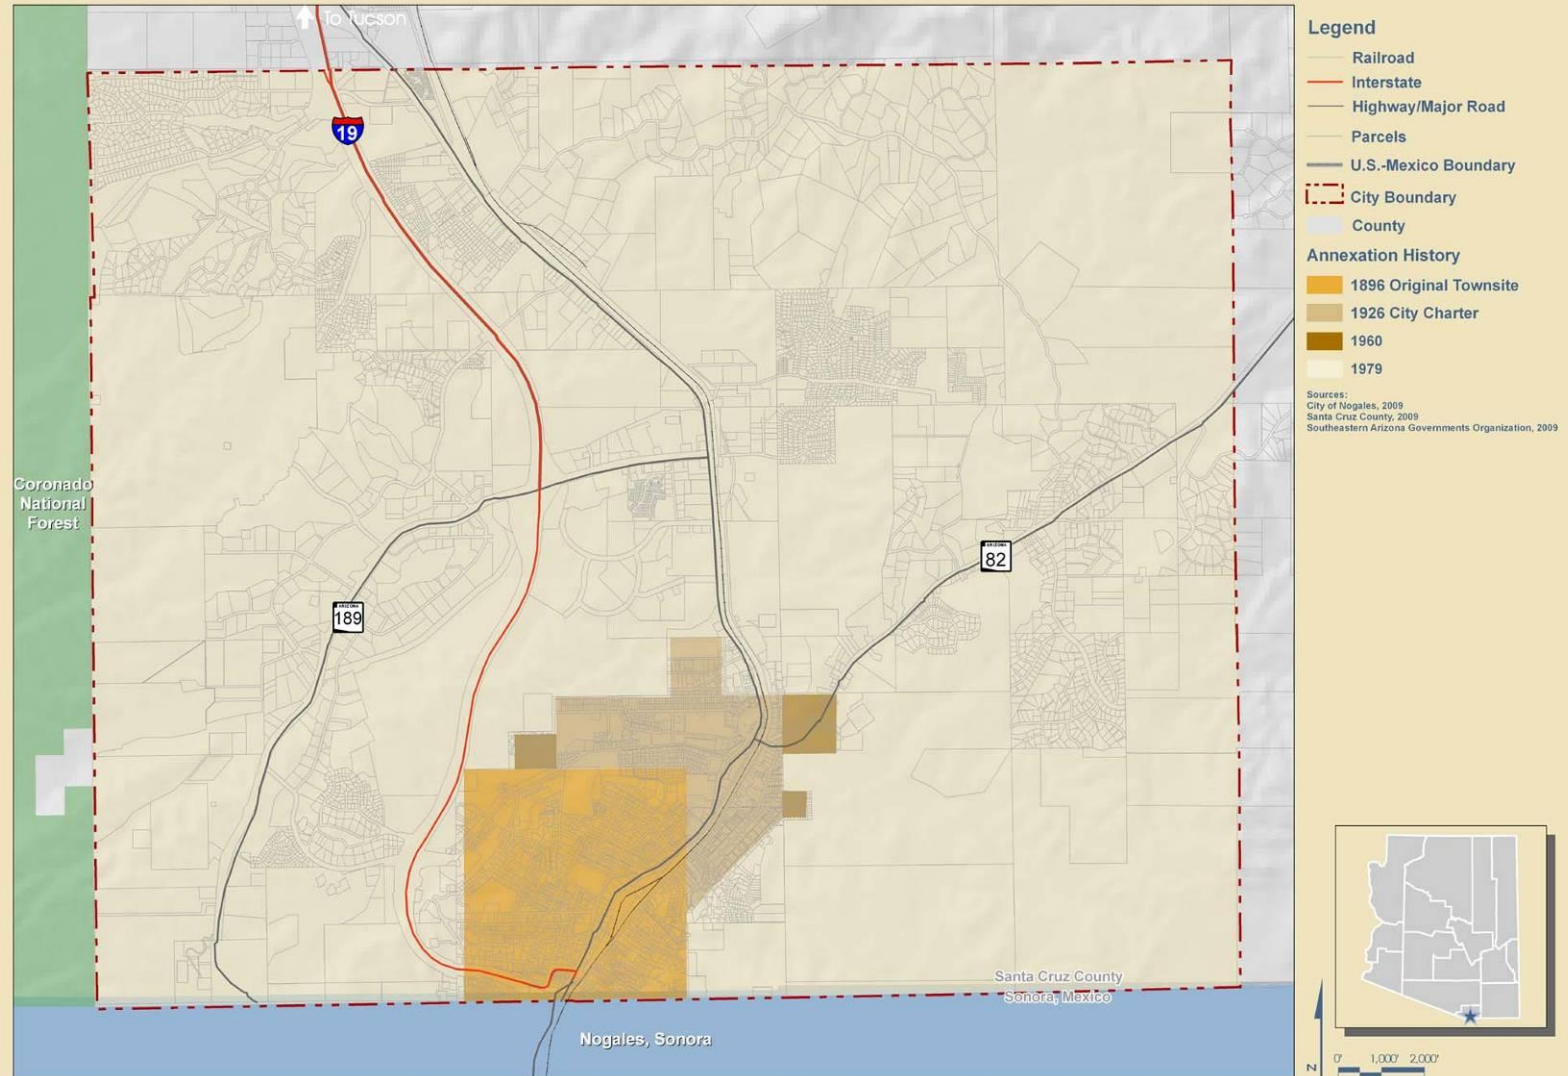 To Tucson
19
Coronado
National
Forest
ARIZONA
82
ARIZONA
189
Santa Cruz County
Sonora, Mexico
Nogales, Sonora
Legend
Railroad
Interstate
Highway/Major Road
Parcels
U.S.-Mexico Boundary
City Boundary
County
Annexation History
1896 Original Townsite
1926 City Charter
1960
1979
Sources:
City of Nogales, 2009
Santa Cruz County, 2009
Southeastern Arizona Governments Organization, 2009
N
0' 1,000' 2,000'